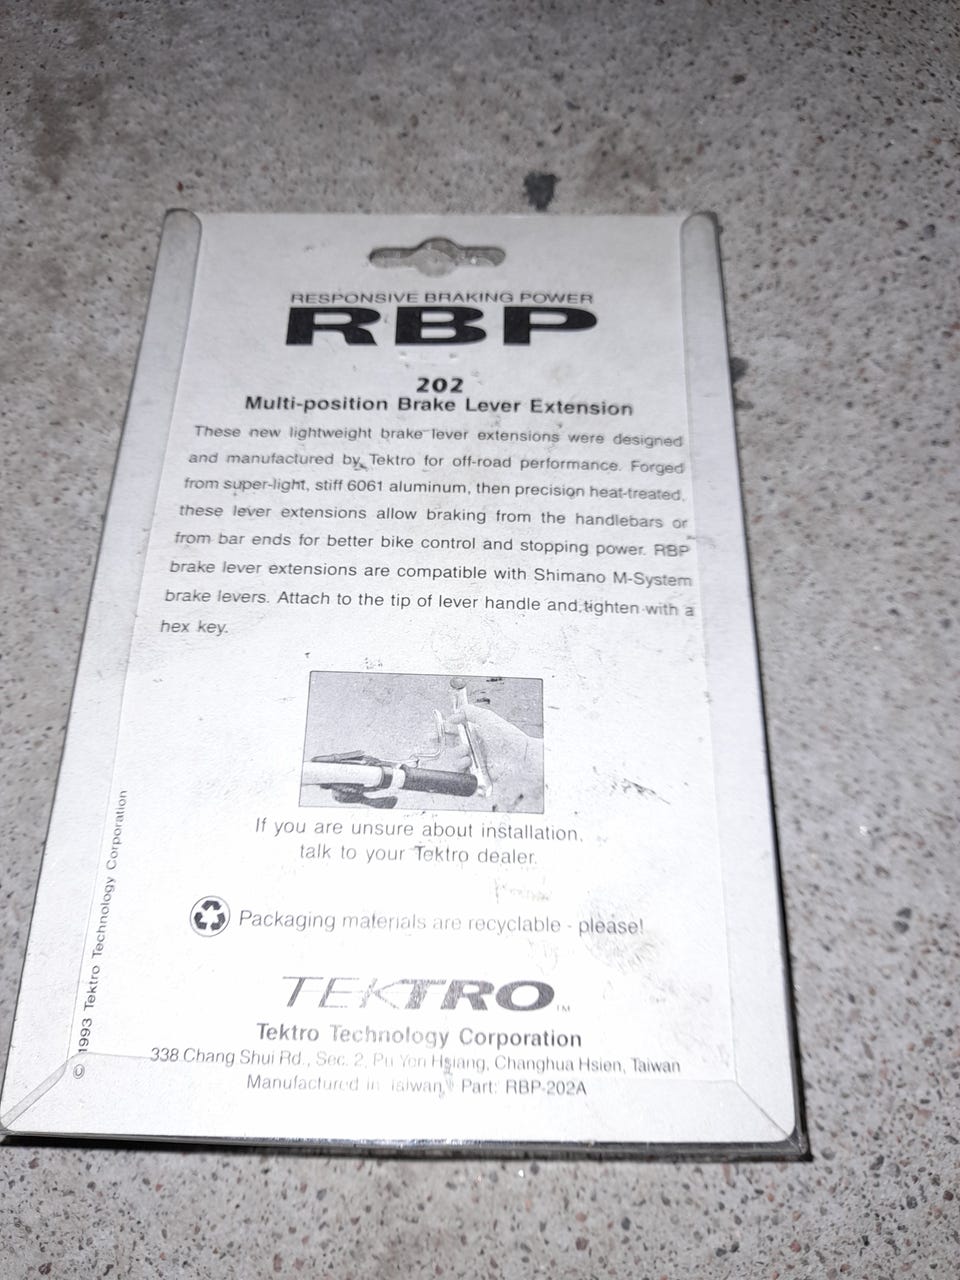 RESPONSIVE BRAKING POWER
RBP
202
Multi-position Brake Lever Extension
These new lightweight brake lever extensions were designed
and manufactured by Tektro for off-road performance. Forged
from super-light, stiff 6061 aluminum, then precision heat-treated,
these lever extensions allow braking from the handlebars or
from bar ends for better bike control and stopping power. RBP
brake lever extensions are compatible with Shimano M-System
brake levers. Attach to the tip of lever handle and tighten with a
hex key.
If you are unsure about installation,
talk to your Tektro dealer.
Packaging materials are recyclable - please!
TEKTRO™
Tektro Technology Corporation
338 Chang Shui Rd., Sec. 2, Pu Yen Hsiang, Changhua Hsien, Taiwan
Manufactured in Taiwan, Part: RBP-202A
© 1993 Tektro Technology Corporation